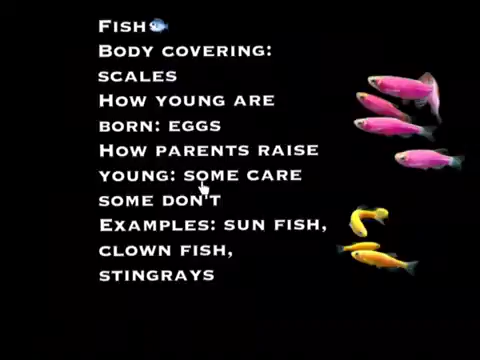 Fish🐟
Body covering:
scales
How young are
born: eggs
How parents raise
young: some care
some don't
Examples: sun fish,
clown fish,
stingrays